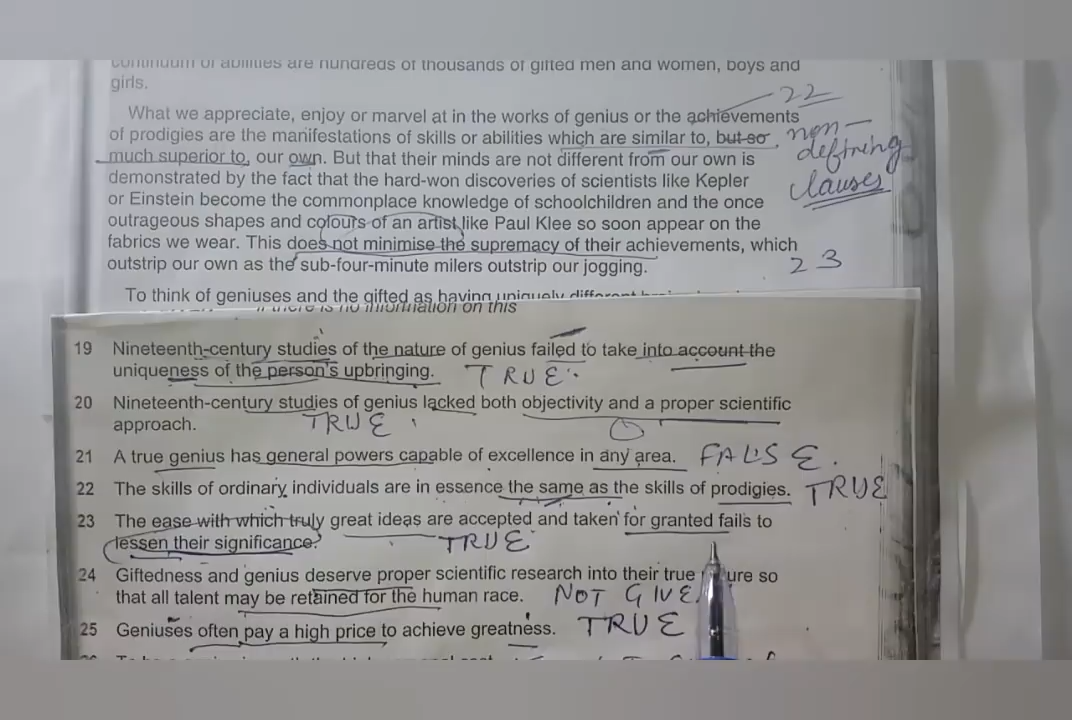 continuum of abilities are hundreds of thousands of gifted men and women, boys and
girls.
What we appreciate, enjoy or marvel at in the works of genius or the achievements
22
of prodigies are the manifestations of skills or abilities which are similar to, but so
much superior to, our own. But that their minds are not different from our own is
non-
defining
clauses
demonstrated by the fact that the hard-won discoveries of scientists like Kepler
or Einstein become the commonplace knowledge of schoolchildren and the once
outrageous shapes and colours of an artist like Paul Klee so soon appear on the
fabrics we wear. This does not minimise the supremacy of their achievements, which
outstrip our own as the sub-four-minute milers outstrip our jogging.
23
To think of geniuses and the gifted as having uniquely different
if there is no information on this
19 Nineteenth-century studies of the nature of genius failed to take into account the
uniqueness of the person's upbringing. TRUE.
20 Nineteenth-century studies of genius lacked both objectivity and a proper scientific
approach. TRUE.
21 A true genius has general powers capable of excellence in any area. FALSE.
22 The skills of ordinary individuals are in essence the same as the skills of prodigies. TRUE
23 The ease with which truly great ideas are accepted and taken for granted fails to
lessen their significance. TRUE
24 Giftedness and genius deserve proper scientific research into their true so
that all talent may be retained for the human race. NOT GIVE
25 Geniuses often pay a high price to achieve greatness. TRUE